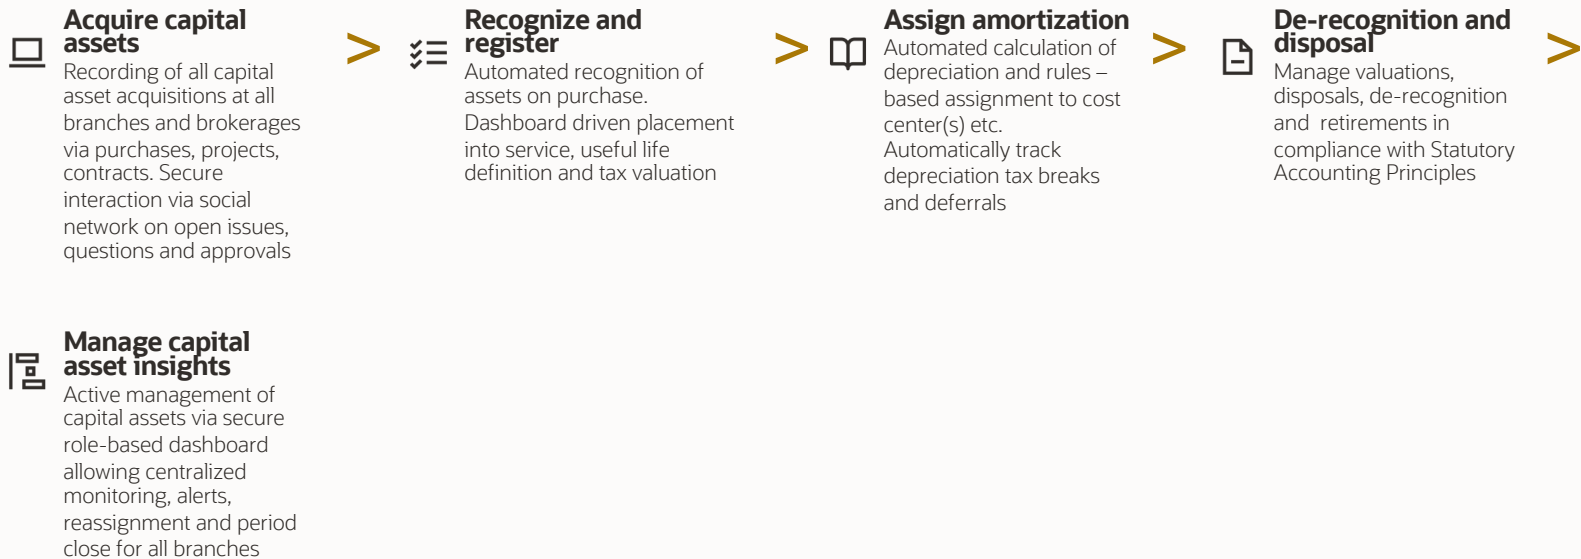 Acquire capital
assets
Recording of all capital
asset acquisitions at all
branches and brokerages
via purchases, projects,
contracts. Secure
interaction via social
network on open issues,
questions and approvals
>
Recognize and
register
Automated recognition of
assets on purchase.
Dashboard driven placement
into service, useful life
definition and tax valuation
>
Assign amortization
Automated calculation of
depreciation and rules –
based assignment to cost
center(s) etc.
Automatically track
depreciation tax breaks
and deferrals
>
De-recognition and
disposal
Manage valuations,
disposals, de-recognition
and  retirements in
compliance with Statutory
Accounting Principles
>
Manage capital
asset insights
Active management of
capital assets via secure
role-based dashboard
allowing centralized
monitoring, alerts,
reassignment and period
close for all branches